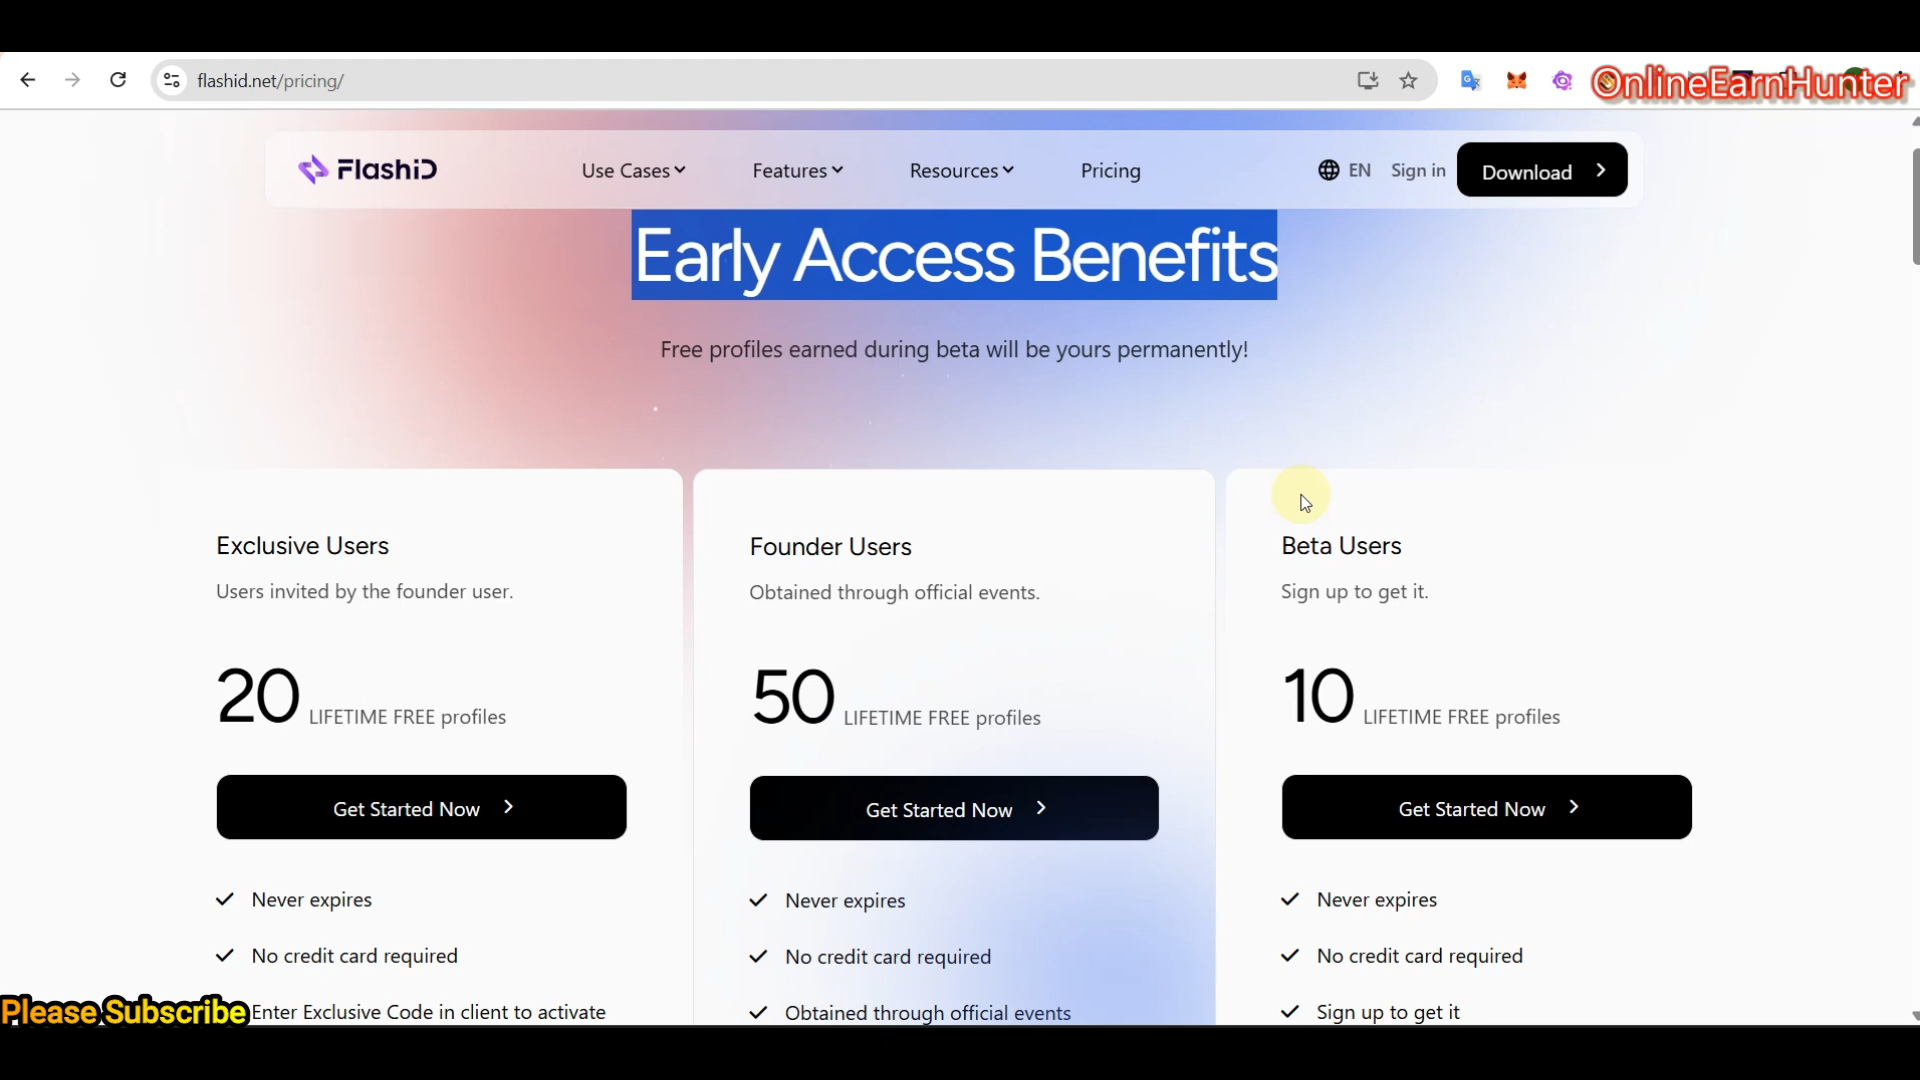 flashid.net/pricing/
OnlineEarnHunter
FlashID
Use Cases
Features
Resources
Pricing
EN
Sign in
Download
Early Access Benefits
Free profiles earned during beta will be yours permanently!
Exclusive Users
Users invited by the founder user.
20 LIFETIME FREE profiles
Get Started Now
Never expires
No credit card required
Enter Exclusive Code in client to activate
Founder Users
Obtained through official events.
50 LIFETIME FREE profiles
Get Started Now
Never expires
No credit card required
Obtained through official events
Beta Users
Sign up to get it.
10 LIFETIME FREE profiles
Get Started Now
Never expires
No credit card required
Sign up to get it
Please Subscribe